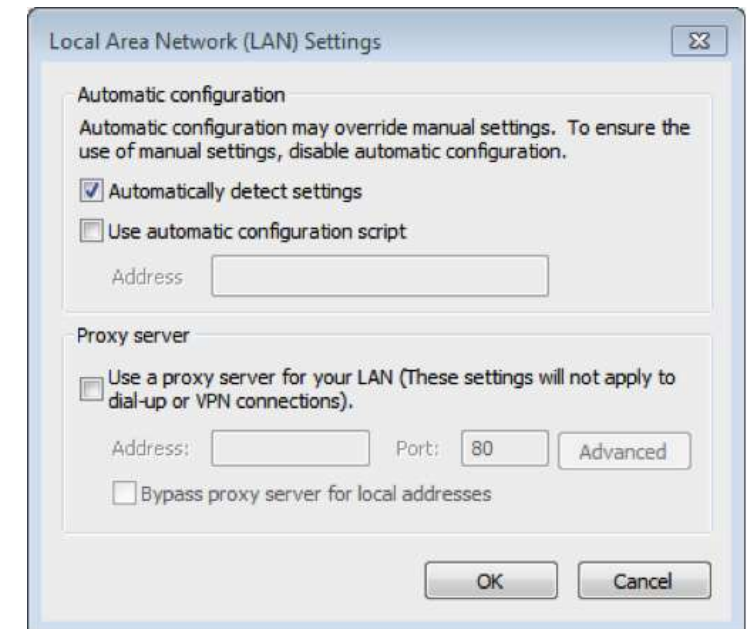 Local Area Network (LAN) Settings
Automatic configuration
Automatic configuration may override manual settings. To ensure the
use of manual settings, disable automatic configuration.
Automatically detect settings
Use automatic configuration script
Address
Proxy server
Use a proxy server for your LAN (These settings will not apply to
dial-up or VPN connections).
Address: Port: 80 Advanced
Bypass proxy server for local addresses
OK Cancel